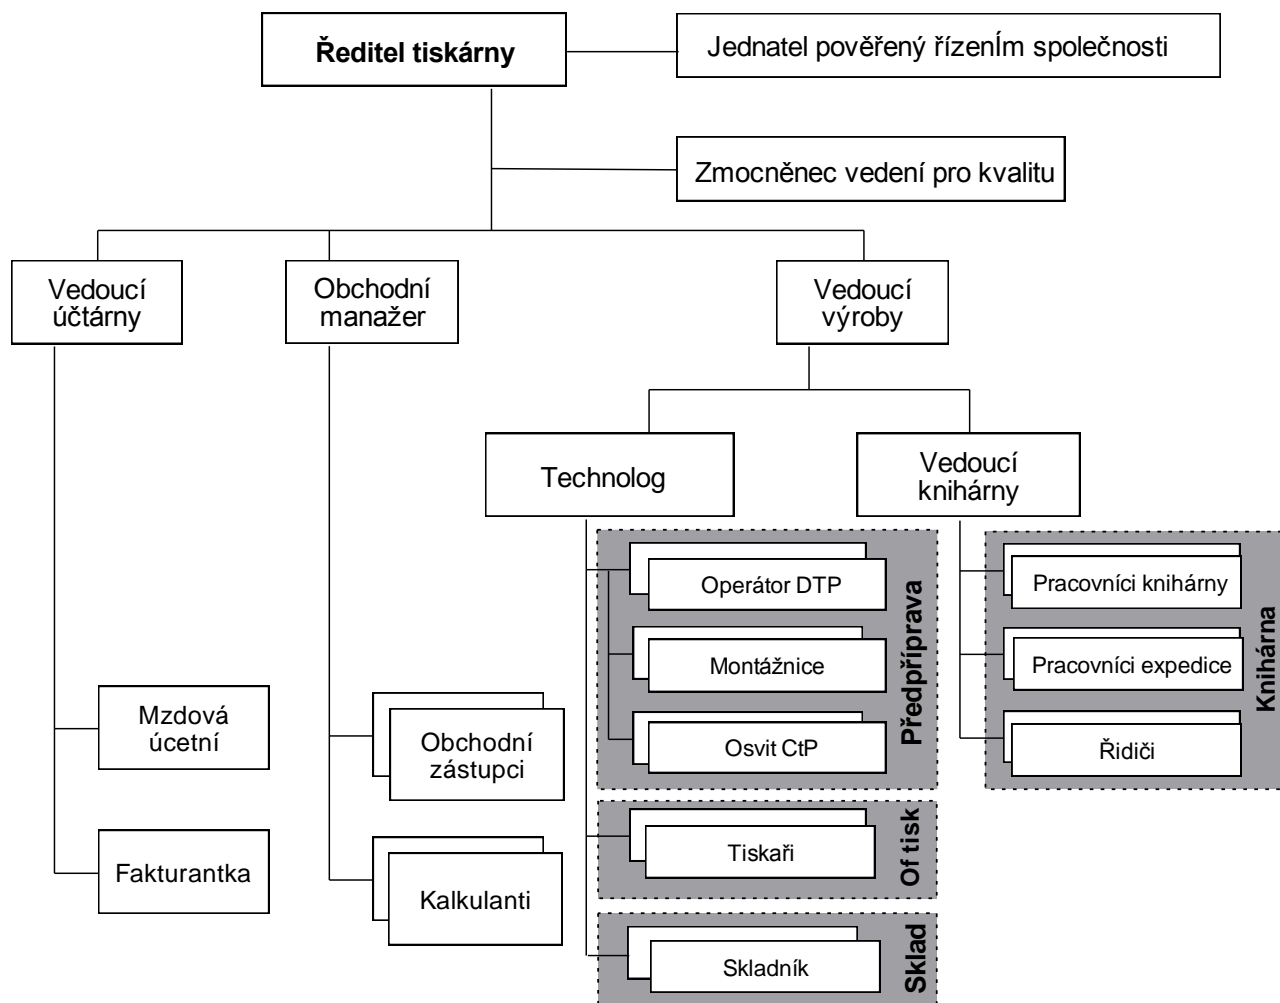 Ředitel tiskárny
Jednatel pověřený řízením společnosti
Zmocněnec vedení pro kvalitu
Vedoucí
účtárny
Obchodní
manažer
Vedoucí
výroby
Technolog
Vedoucí
knihárny
Operátor DTP
Montážnice
Osvit CtP
Předpříprava
Pracovníci knihárny
Pracovníci expedice
Řidiči
Knihárna
Mzdová
úcetní
Obchodní
zástupci
Tiskaři
Of tisk
Fakturantka
Kalkulanti
Skladník
Sklad